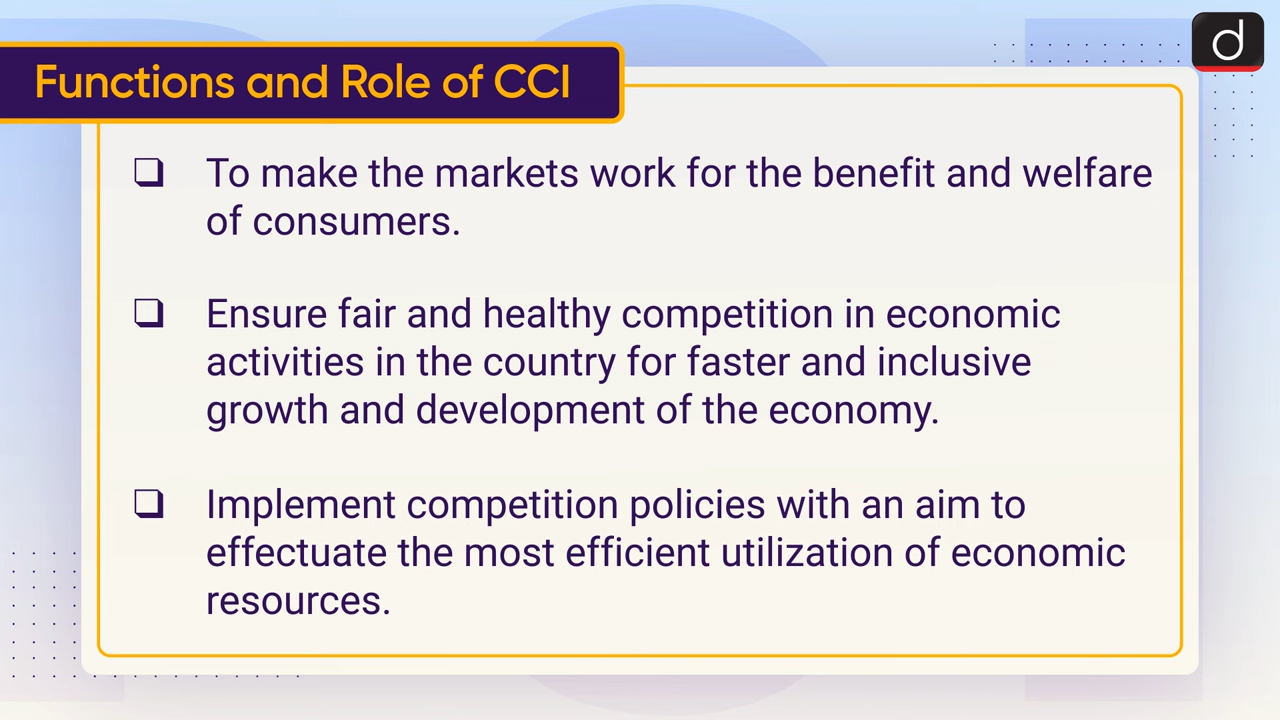 Functions and Role of CCI
d
❑ To make the markets work for the benefit and welfare
of consumers.
❑ Ensure fair and healthy competition in economic
activities in the country for faster and inclusive
growth and development of the economy.
❑ Implement competition policies with an aim to
effectuate the most efficient utilization of economic
resources.